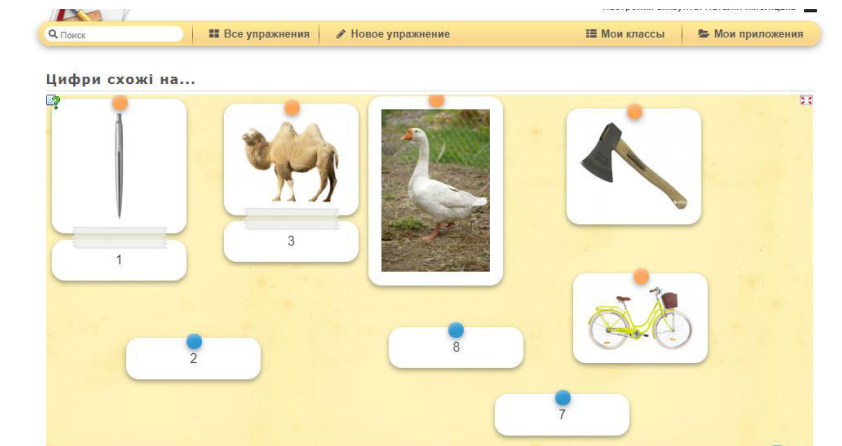 Поиск
Все упражнения
Новое упражнение
Мои классы
Мои приложения
Цифри схожі на...
1
3
2
8
7